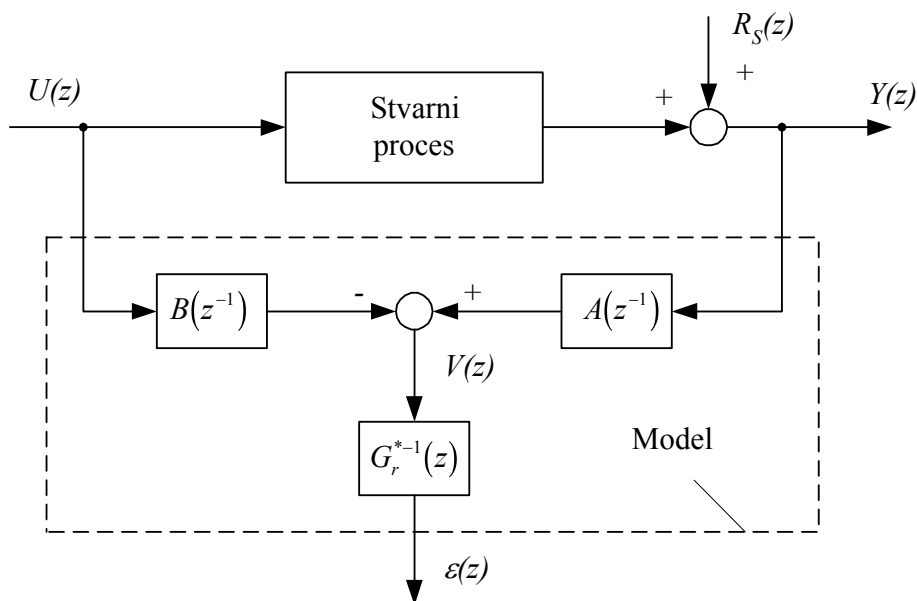 R_S(z)
+
U(z)
Stvarni
proces
+
Y(z)
B(z^{-1})
-
+
A(z^{-1})
V(z)
G_r^{*-1}(z)
Model
ε(z)